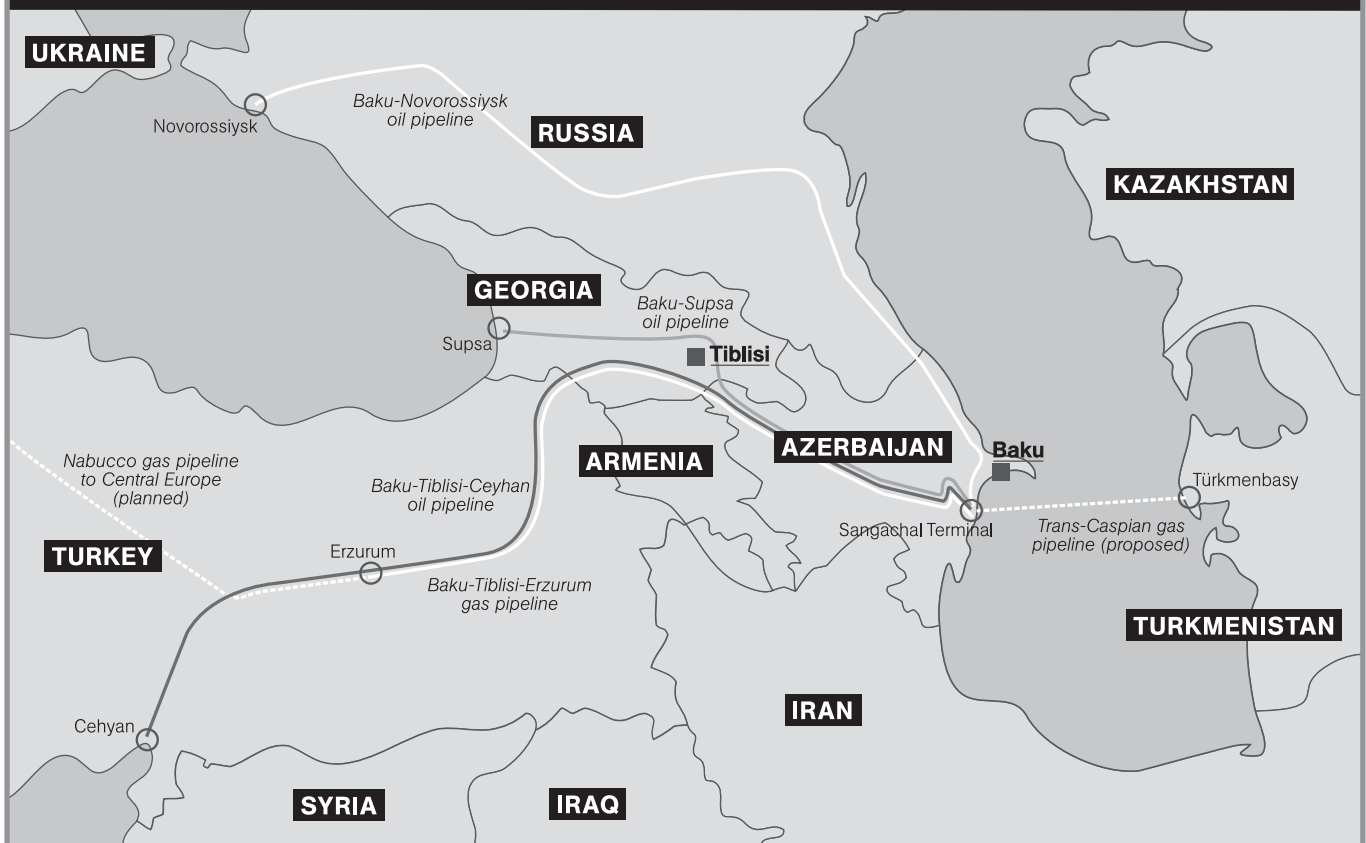 UKRAINE
Novorossiysk
Baku-Novorossiysk
oil pipeline
RUSSIA
KAZAKHSTAN
GEORGIA
Baku-Supsa
oil pipeline
Supsa
Tiblisi
Nabucco gas pipeline
to Central Europe
(planned)
ARMENIA
AZERBAIJAN
Baku
Türkmenbasy
Baku-Tiblisi-Ceyhan
oil pipeline
Sangachal Terminal
Trans-Caspian gas
pipeline (proposed)
TURKEY
Erzurum
Baku-Tiblisi-Erzurum
gas pipeline
TURKMENISTAN
Cehyan
IRAN
SYRIA
IRAQ